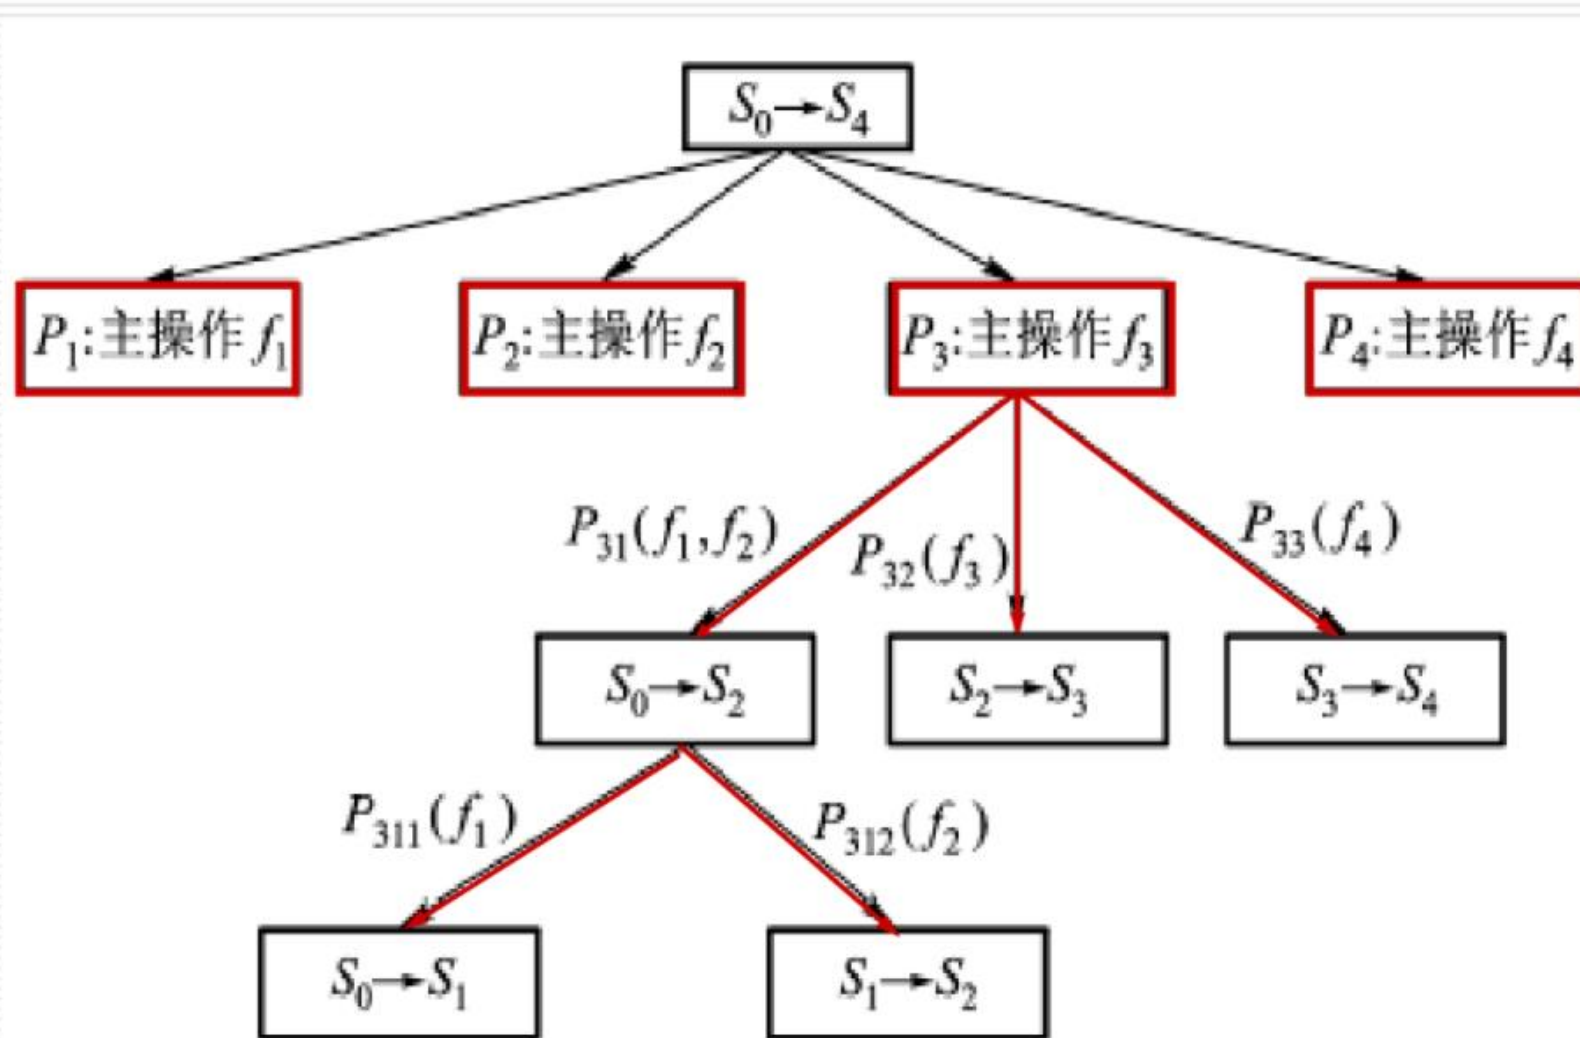 S₀→S₄
P₁:主操作f₁
P₂:主操作f₂
P₃:主操作f₃
P₄:主操作f₄
P₃₁(f₁,f₂)
P₃₂(f₃)
P₃₃(f₄)
S₀→S₂
S₂→S₃
S₃→S₄
P₃₁₁(f₁)
P₃₁₂(f₂)
S₀→S₁
S₁→S₂